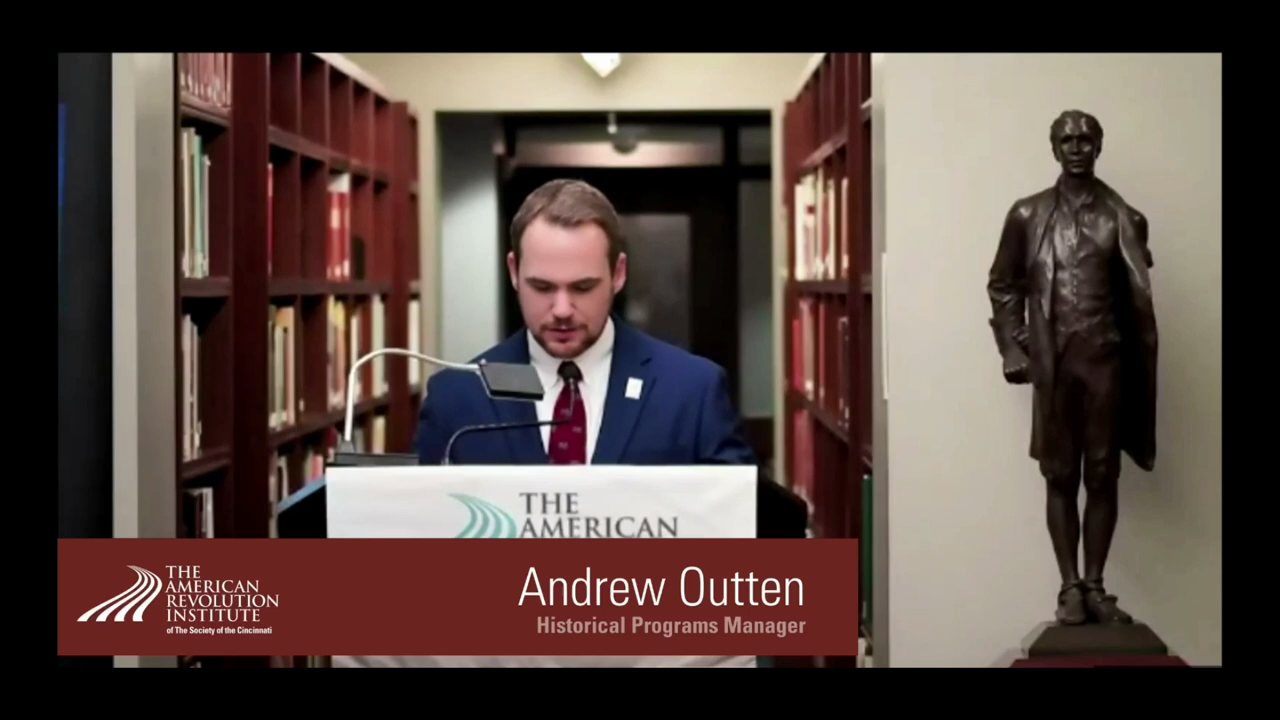 THE
AMERICAN
THE
AMERICAN
REVOLUTION
INSTITUTE
of The Society of the Cincinnati
Andrew Outten
Historical Programs Manager